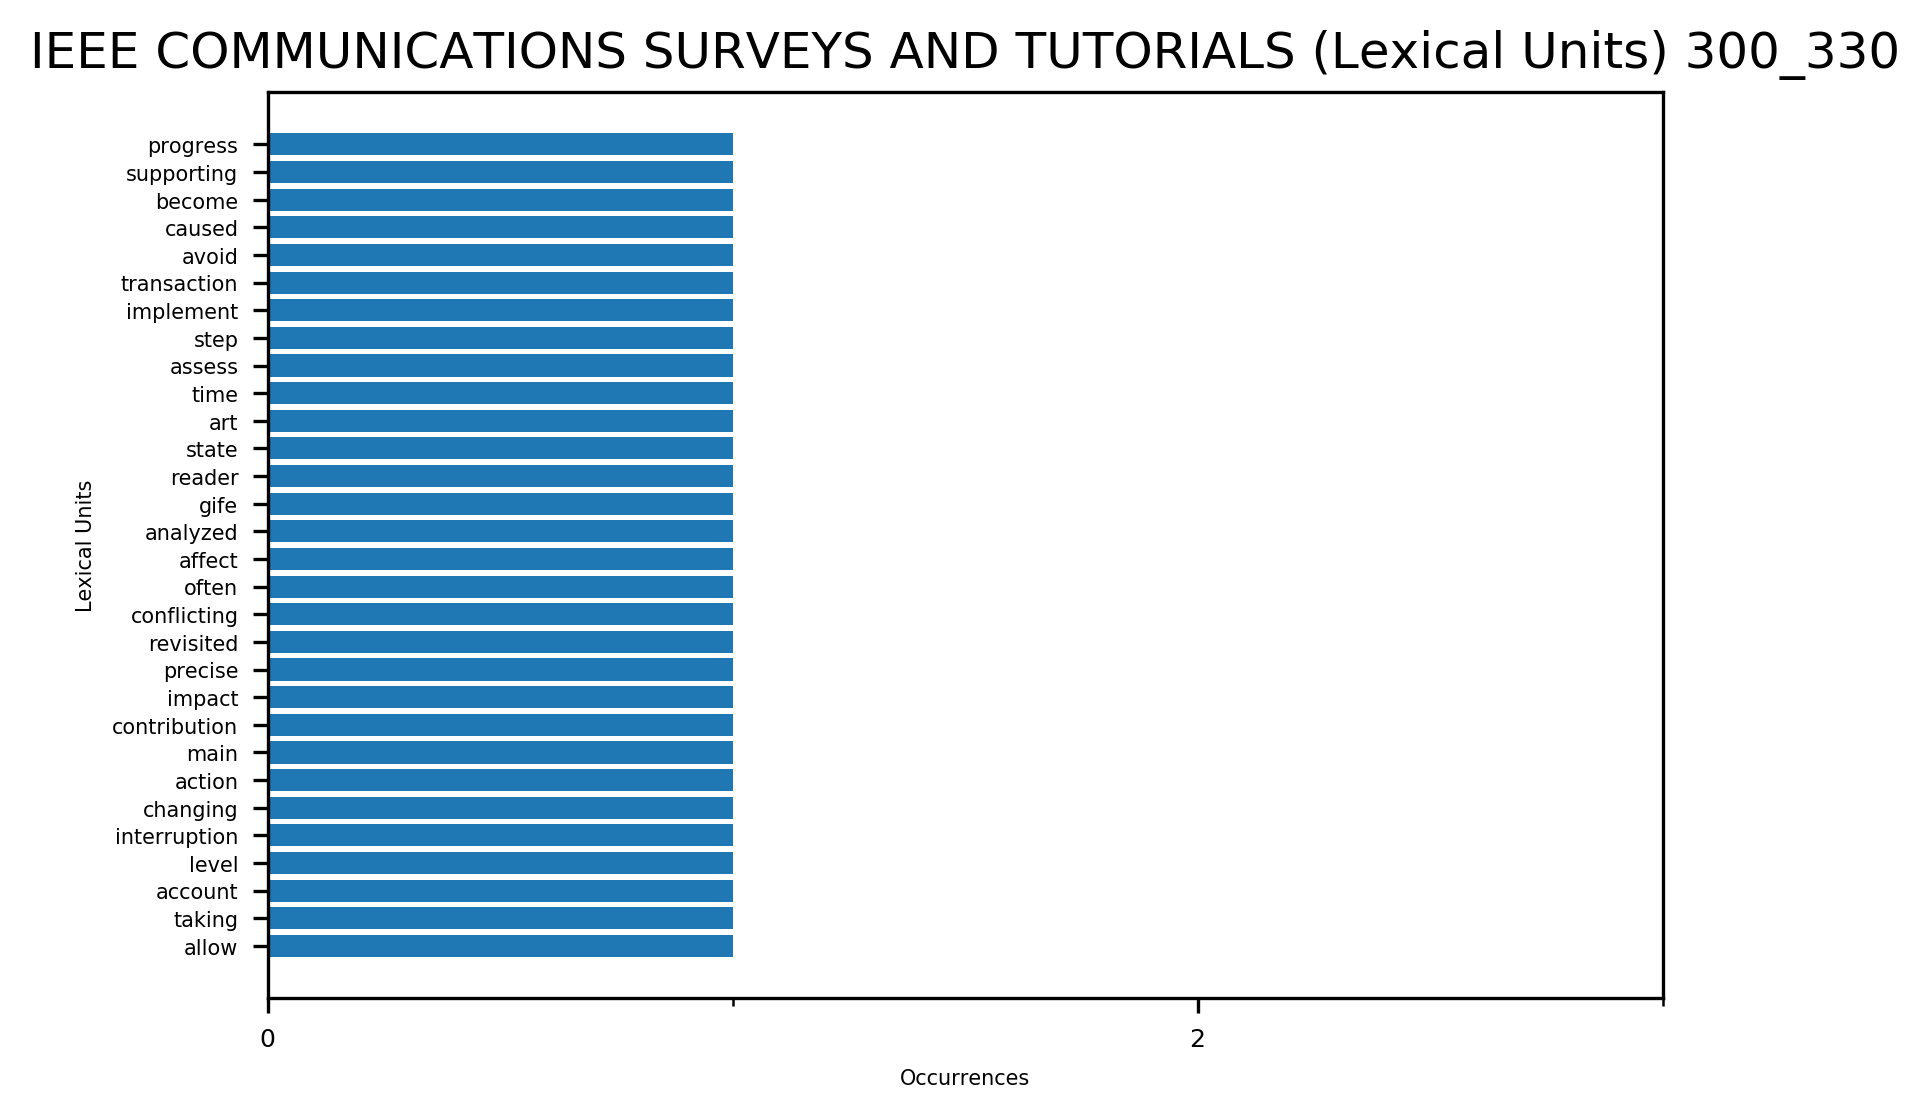 IEEE COMMUNICATIONS SURVEYS AND TUTORIALS (Lexical Units) 300_330
progress
supporting
become
caused
avoid
transaction
implement
step
assess
time
art
state
reader
gife
analyzed
affect
often
conflicting
revisited
precise
impact
contribution
main
action
changing
interruption
level
account
taking
allow
Lexical Units
0
2
Occurrences